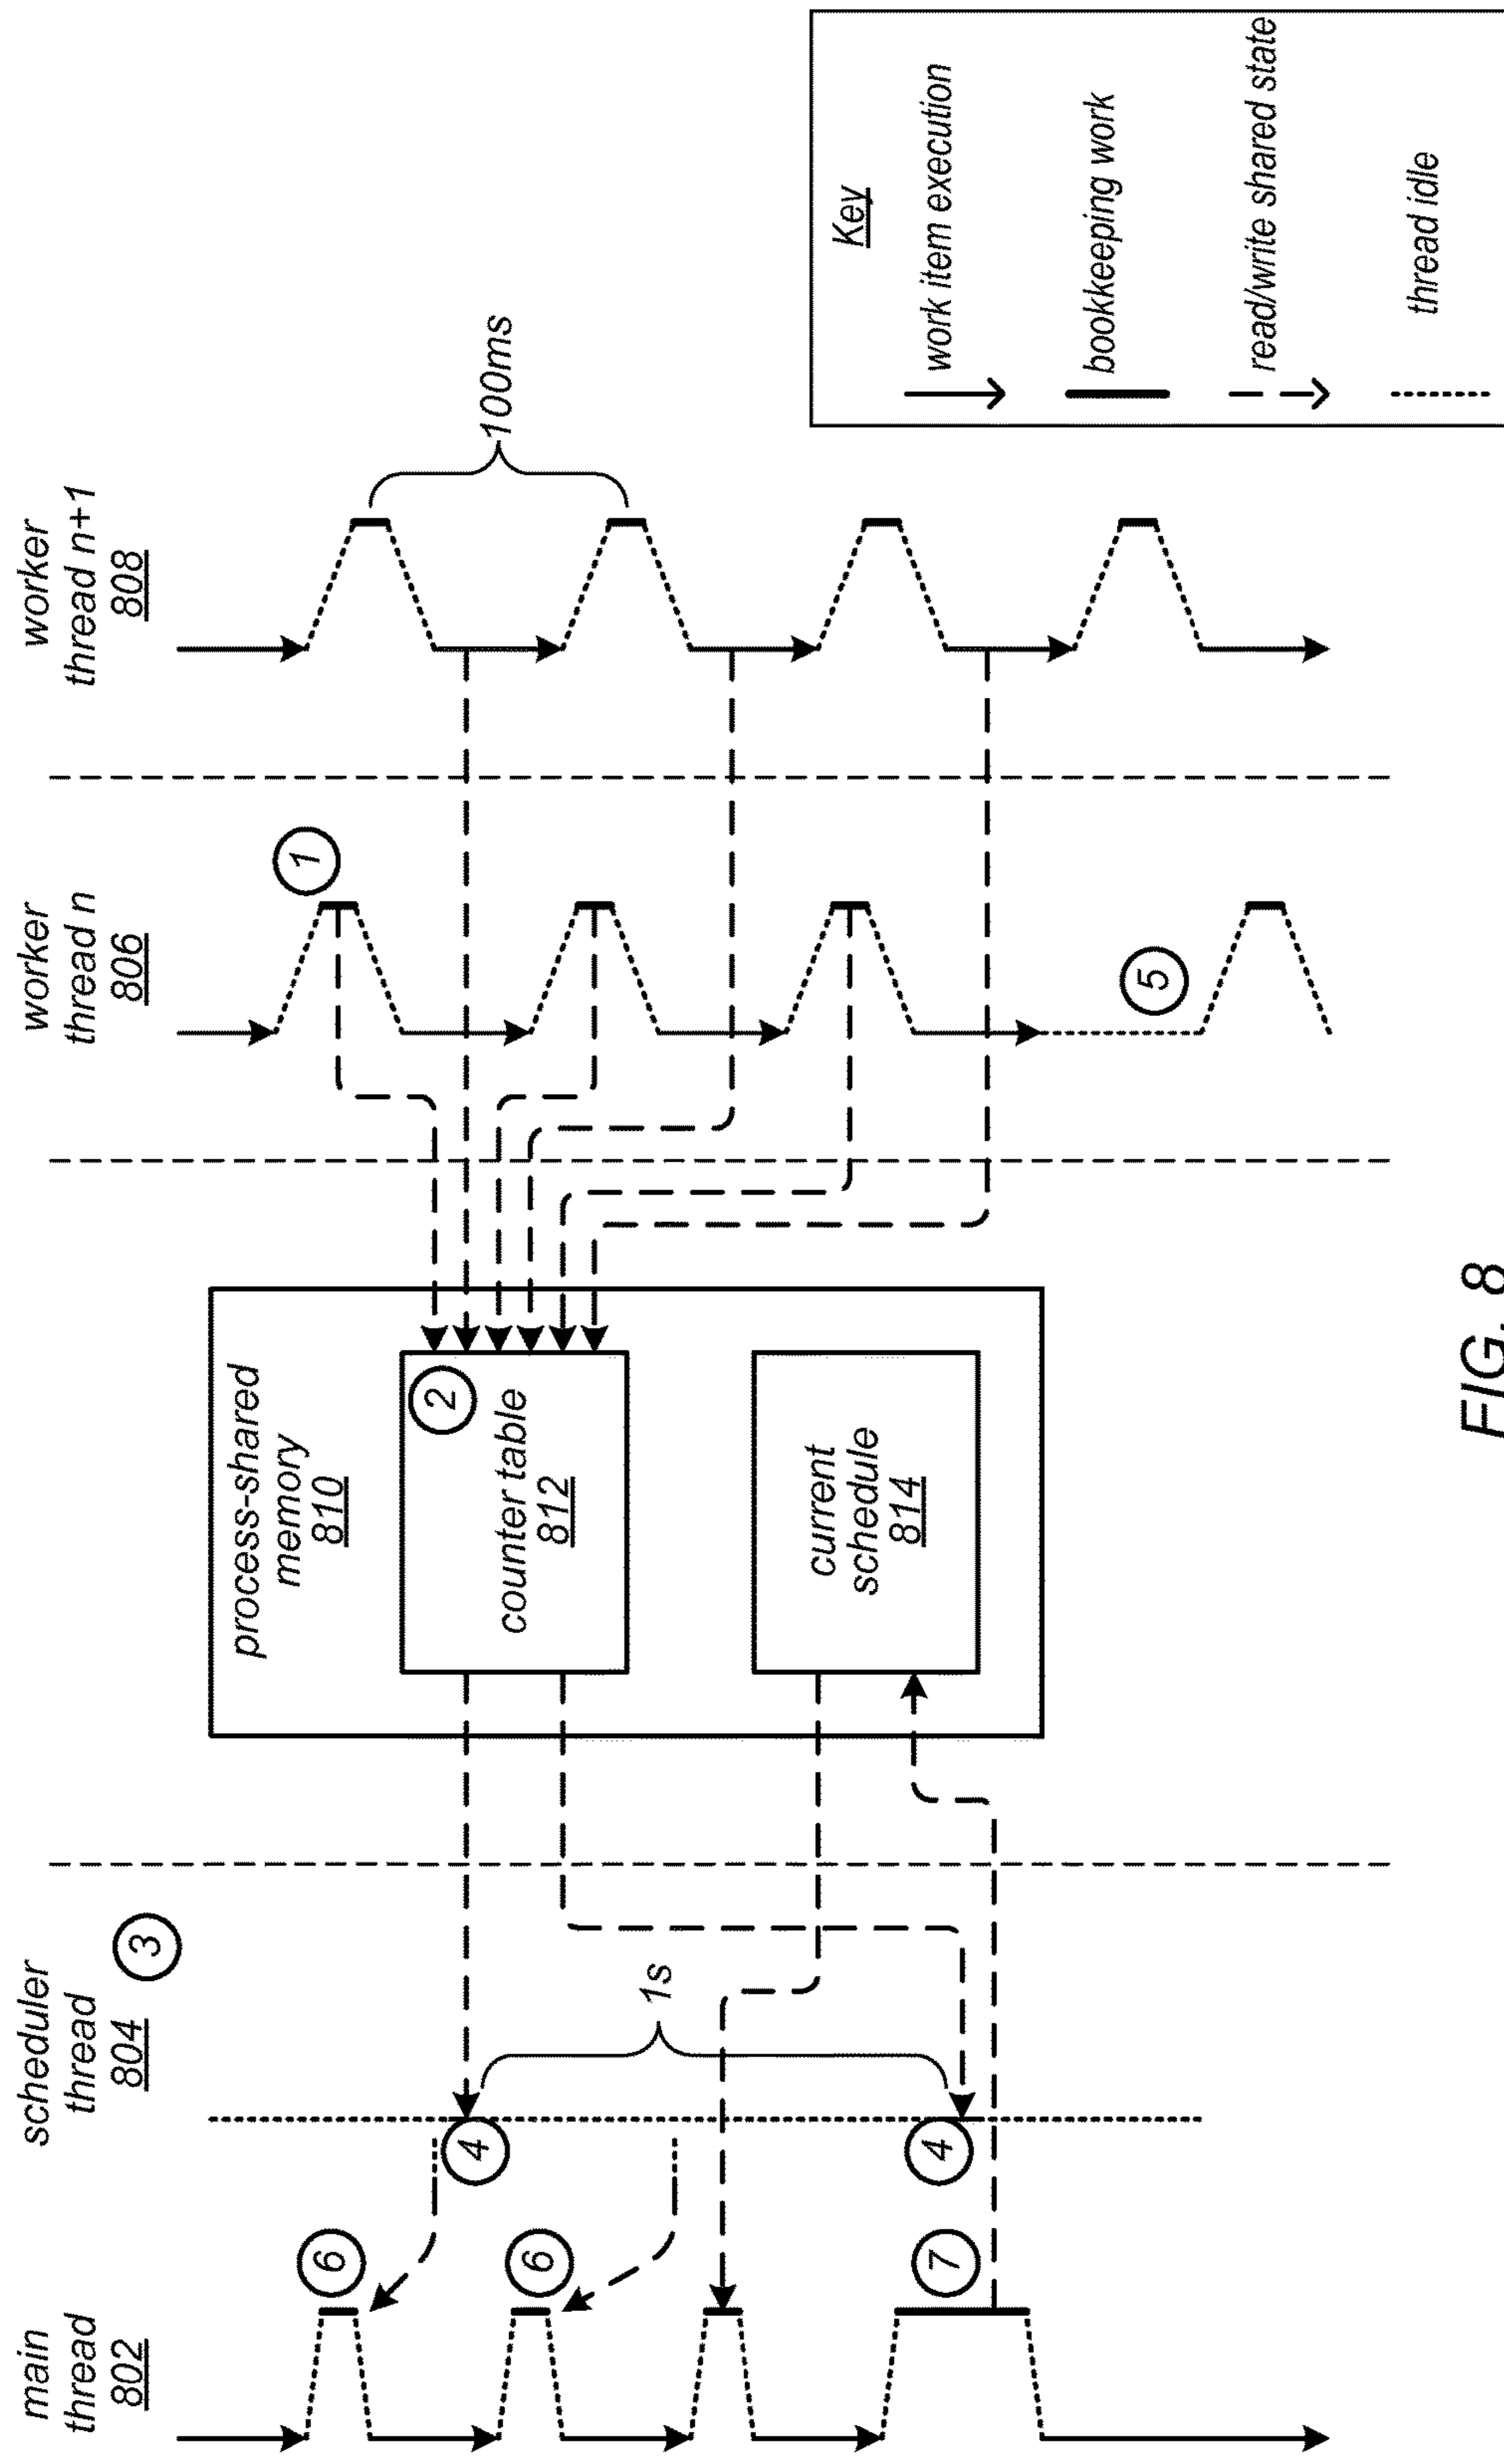 main
thread
802
scheduler
thread
804
3
worker
thread n
806
worker
thread n+1
808
process-shared
memory
810
counter table
812
2
current
schedule
814
1
5
6
6
4
4
7
1s
100ms
Key
work item execution
bookkeeping work
read/write shared state
thread idle
FIG. 8